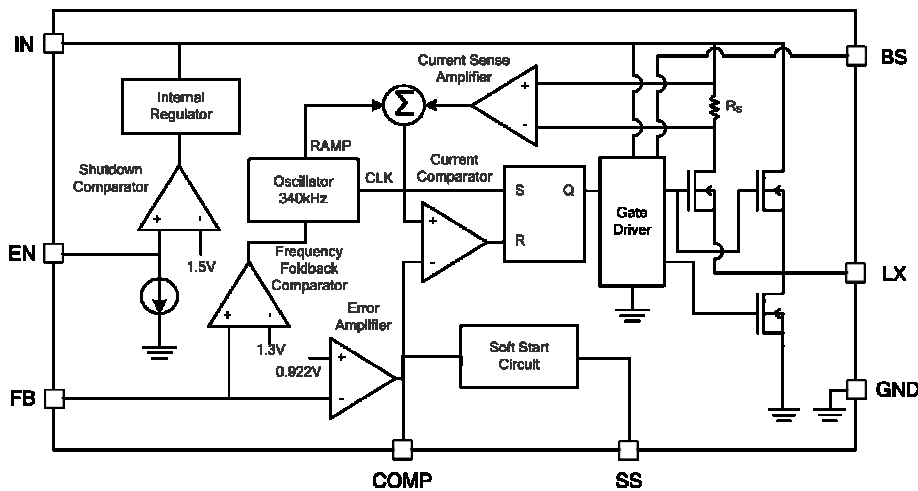 IN
BS
Current Sense
Amplifier
+
-
Σ
Rs
Internal
Regulator
RAMP
Shutdown
Comparator
Oscillator
340kHz
CLK
Current
Comparator
S
Q
R
Gate
Driver
+
-
+
-
EN
1.5V
Frequency
Foldback
Comparator
LX
+
-
1.3V
Error
Amplifier
0.922V
+
-
Soft Start
Circuit
FB
GND
COMP
SS